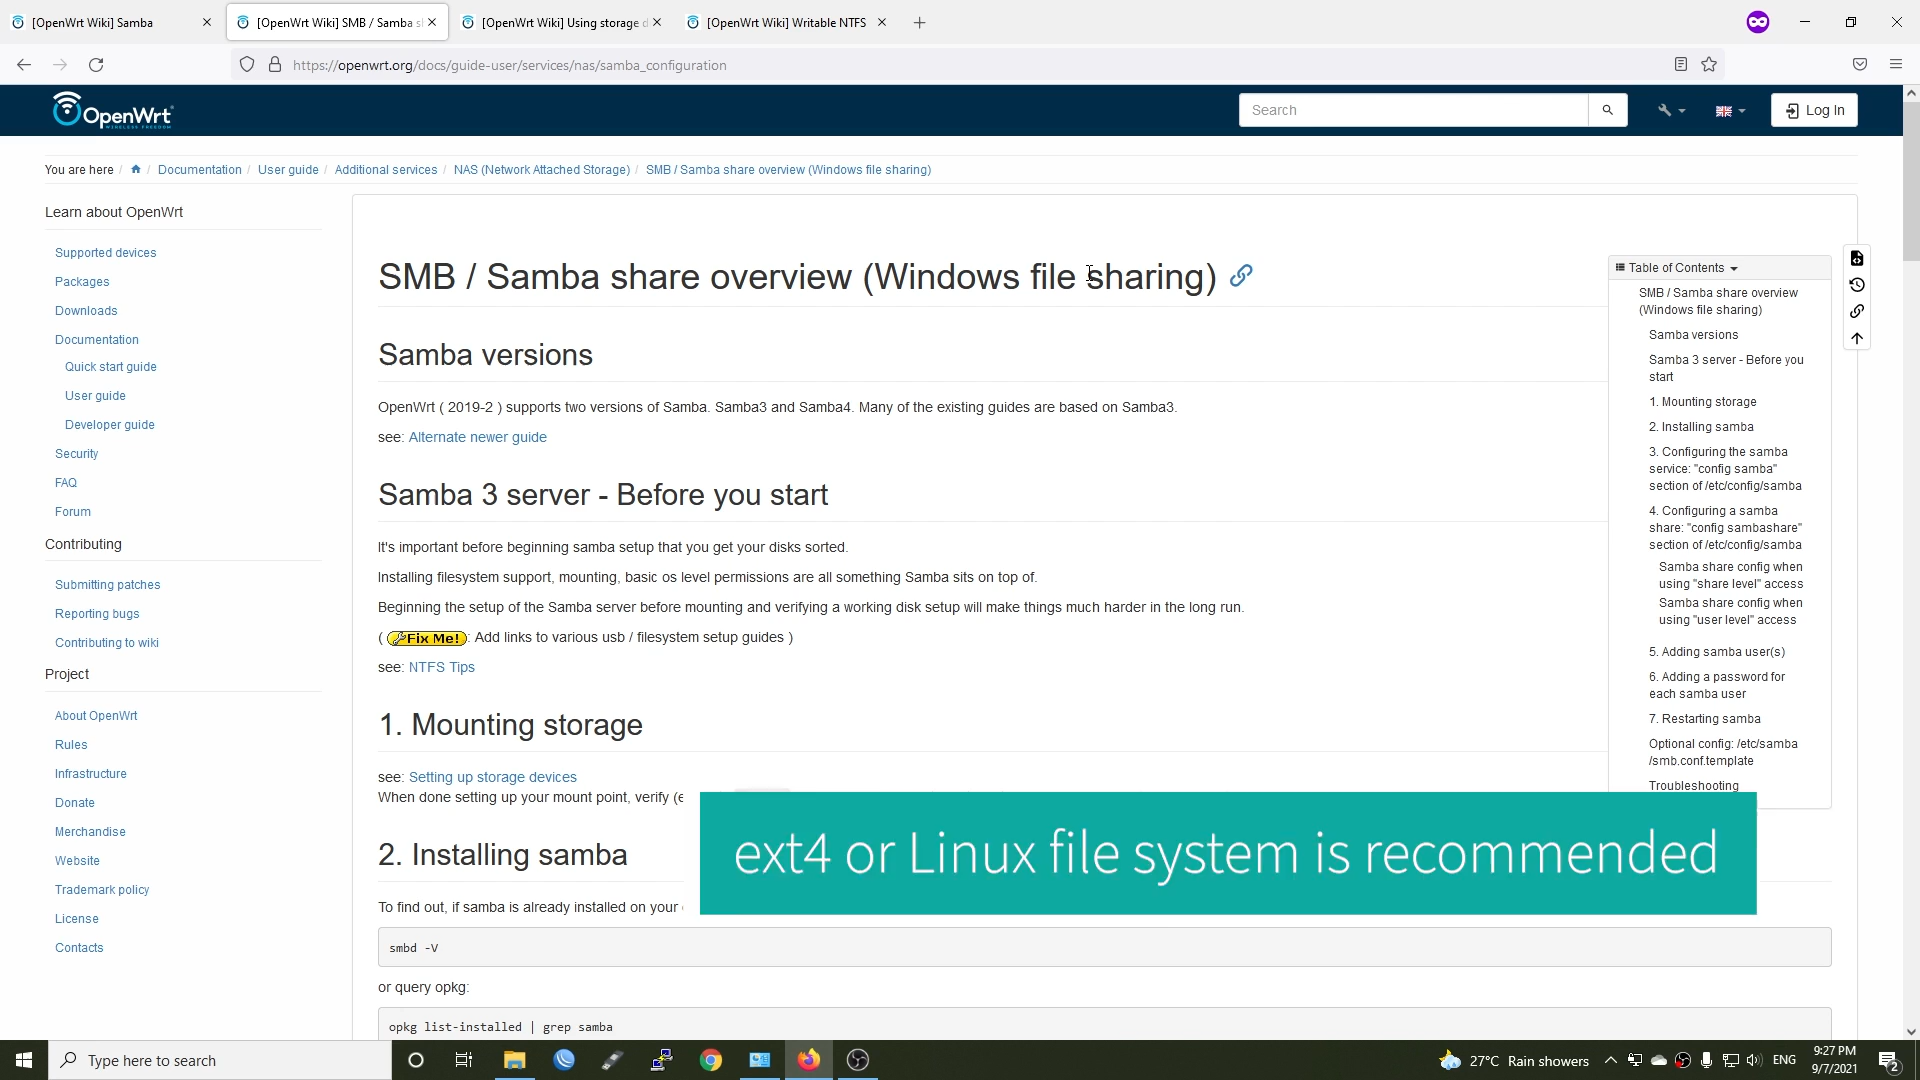 [OpenWrt Wiki] Samba
[OpenWrt Wiki] SMB / Samba s
[OpenWrt Wiki] Using storage d
[OpenWrt Wiki] Writable NTFS
https://openwrt.org/docs/guide-user/services/nas/samba_configuration
OpenWrt
WIRELESS FREEDOM
Search
Log In
You are here / / Documentation / User guide / Additional services / NAS (Network Attached Storage) / SMB / Samba share overview (Windows file sharing)
Learn about OpenWrt
Supported devices
Packages
Downloads
Documentation
Quick start guide
User guide
Developer guide
Security
FAQ
Forum
Contributing
Submitting patches
Reporting bugs
Contributing to wiki
Project
About OpenWrt
Rules
Infrastructure
Donate
Merchandise
Website
Trademark policy
License
Contacts
SMB / Samba share overview (Windows file sharing)
Samba versions
OpenWrt ( 2019-2 ) supports two versions of Samba. Samba3 and Samba4. Many of the existing guides are based on Samba3.
see: Alternate newer guide
Samba 3 server - Before you start
It's important before beginning samba setup that you get your disks sorted.
Installing filesystem support, mounting, basic os level permissions are all something Samba sits on top of.
Beginning the setup of the Samba server before mounting and verifying a working disk setup will make things much harder in the long run.
( Fix Me!: Add links to various usb / filesystem setup guides )
see: NTFS Tips
1. Mounting storage
see: Setting up storage devices
When done setting up your mount point, verify (e
2. Installing samba
To find out, if samba is already installed on your
smbd -V
or query opkg:
opkg list-installed | grep samba
Table of Contents
SMB / Samba share overview
(Windows file sharing)
Samba versions
Samba 3 server - Before you
start
1. Mounting storage
2. Installing samba
3. Configuring the samba
service: "config samba"
section of /etc/config/samba
4. Configuring a samba
share: "config sambashare"
section of /etc/config/samba
Samba share config when
using "share level" access
Samba share config when
using "user level" access
5. Adding samba user(s)
6. Adding a password for
each samba user
7. Restarting samba
Optional config: /etc/samba
/smb.conf.template
Troubleshooting
ext4 or Linux file system is recommended
Type here to search
27°C Rain showers
ENG
9:27 PM
9/7/2021
2